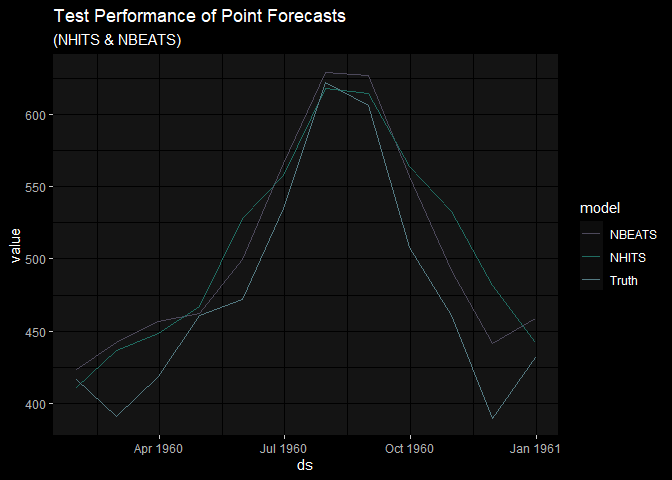 Test Performance of Point Forecasts
(NHITS & NBEATS)
value
600
550
500
450
400
Apr 1960
Jul 1960
Oct 1960
Jan 1961
ds
model
NBEATS
NHITS
Truth